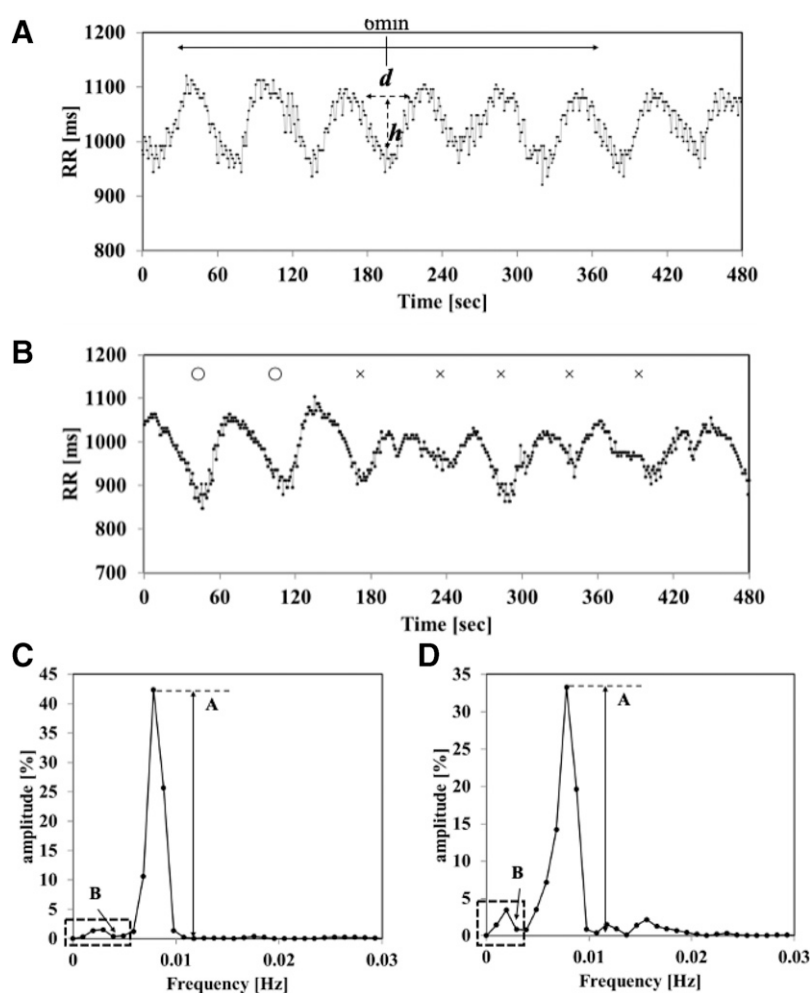 A
6min
1200
1100
1000
900
800
RR [ms]
d
h
0 60 120 180 240 300 360 420 480
Time [sec]
B
1200
1100
1000
900
800
700
RR [ms]
○ ○ × × × × ×
0 60 120 180 240 300 360 420 480
Time [sec]
C
45
40
35
30
25
20
15
10
5
0
amplitude [%]
A
B
0 0.01 0.02 0.03
Frequency [Hz]
D
35
30
25
20
15
10
5
0
amplitude [%]
A
B
0 0.01 0.02 0.03
Frequency [Hz]